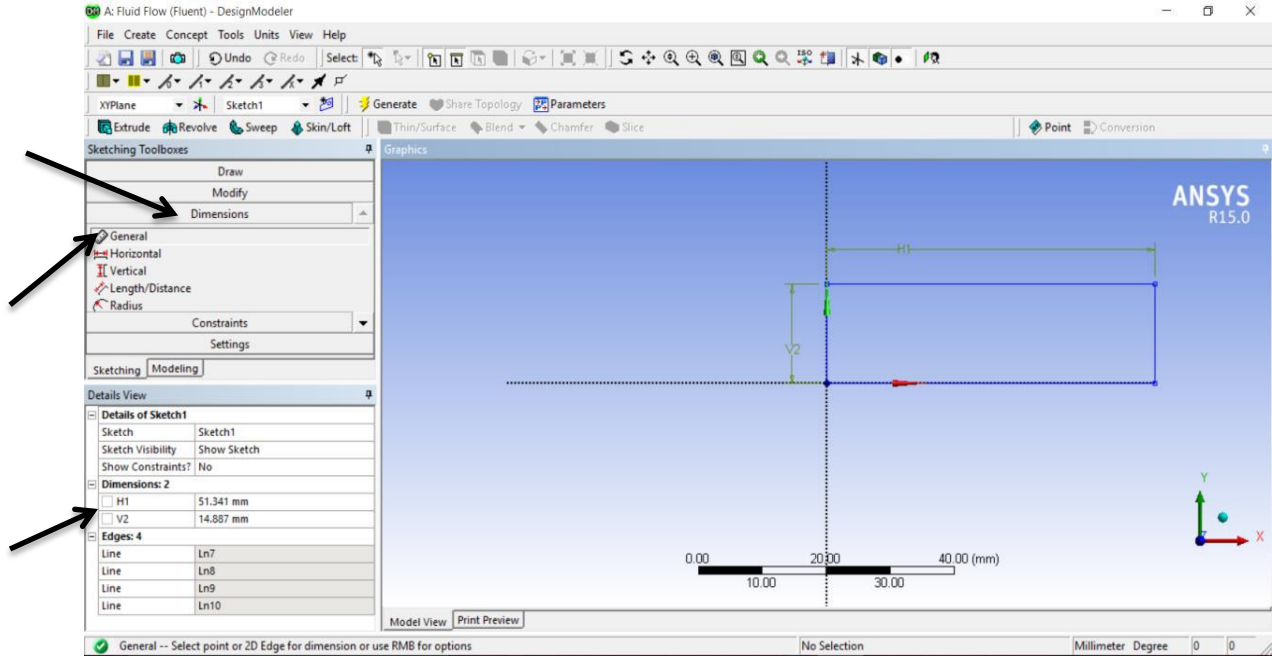 A: Fluid Flow (Fluent) - DesignModeler
File Create Concept Tools Units View Help
Undo Redo Select:
XYPlane Sketch1 Generate Share Topology Parameters
Extrude Revolve Sweep Skin/Loft Thin/Surface Blend Chamfer Slice Point Conversion
Sketching Toolboxes
Draw
Modify
Dimensions
General
Horizontal
Vertical
Length/Distance
Radius
Constraints
Settings
Sketching Modeling
Details View
Details of Sketch1
Sketch Sketch1
Sketch Visibility Show Sketch
Show Constraints? No
Dimensions: 2
H1 51.341 mm
V2 14.887 mm
Edges: 4
Line Ln7
Line Ln8
Line Ln9
Line Ln10
Graphics
ANSYS
R15.0
H1
V2
Y
Z
X
0.00 20.00 40.00 (mm)
10.00 30.00
Model View Print Preview
General -- Select point or 2D Edge for dimension or use RMB for options No Selection Millimeter Degree 0 0